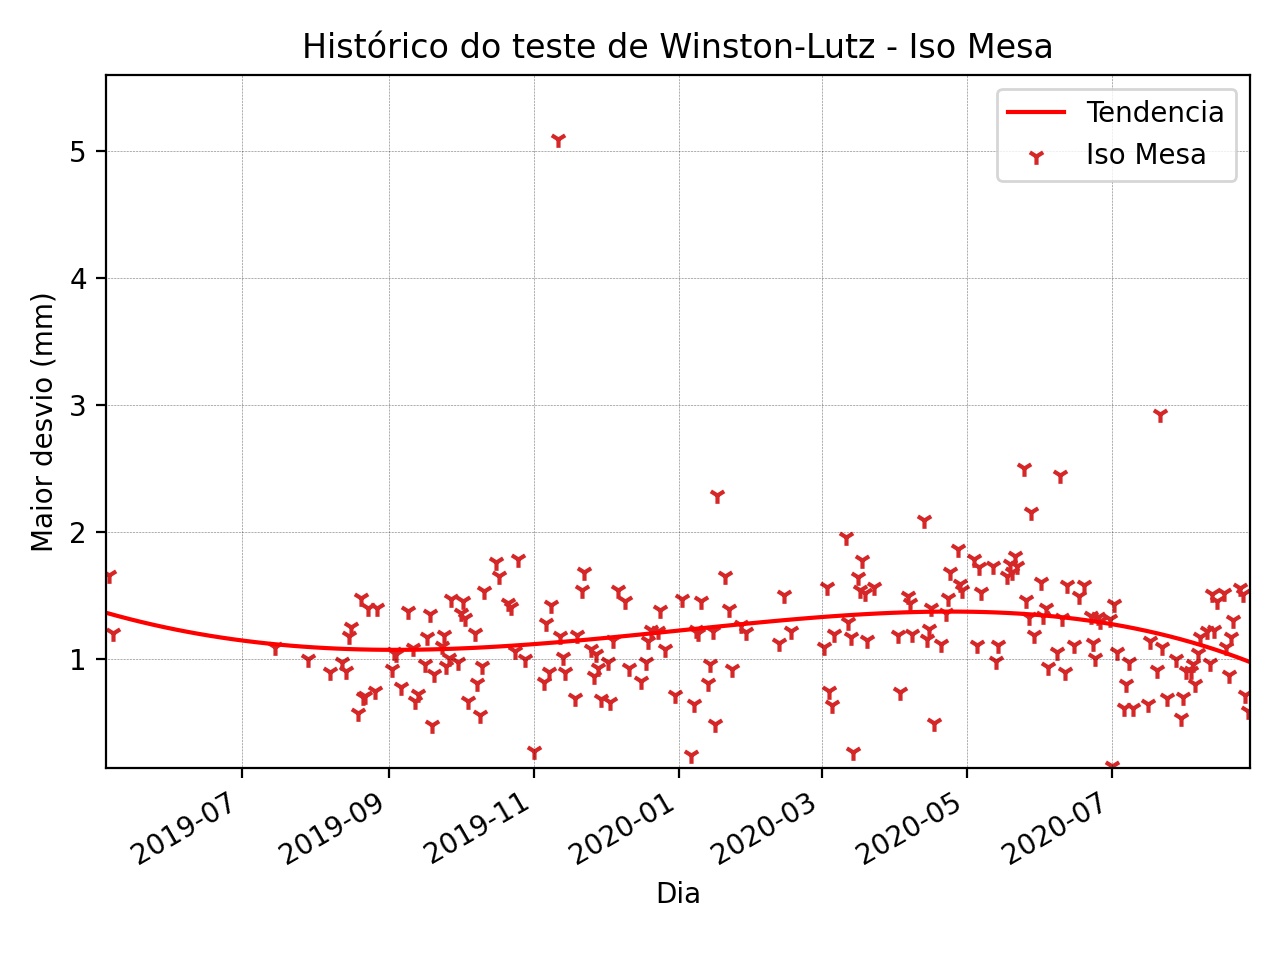 Histórico do teste de Winston-Lutz - Iso Mesa
Tendencia
Iso Mesa
Maior desvio (mm)
5
4
3
2
1
2019-07
2019-09
2019-11
2020-01
2020-03
2020-05
2020-07
Dia